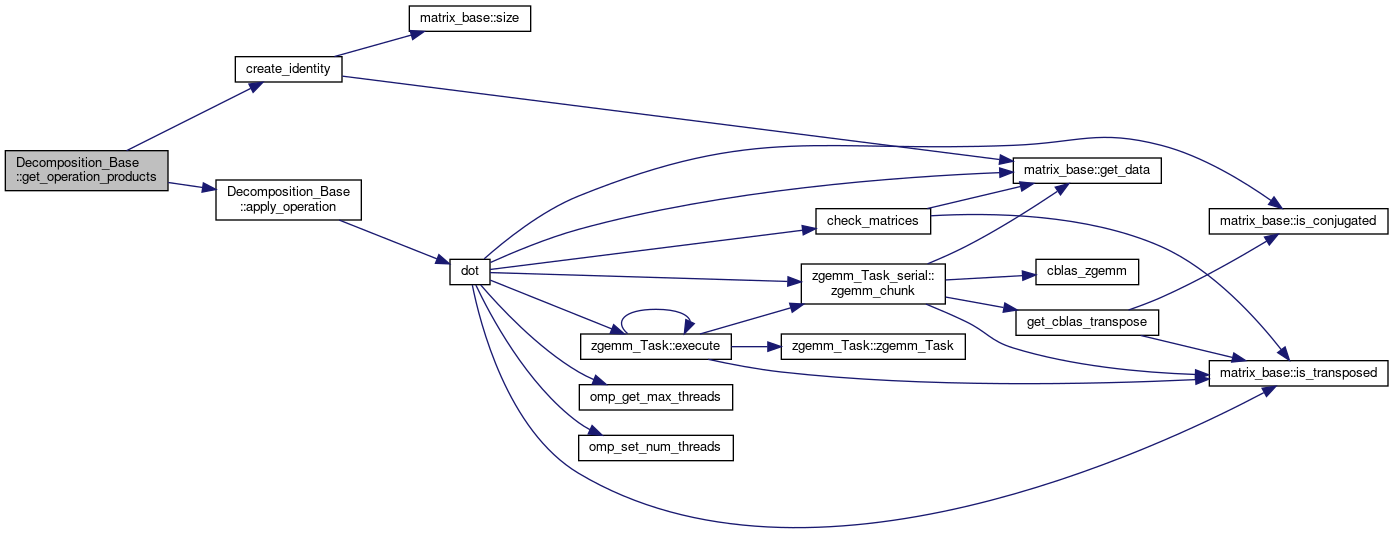 matrix_base::size
create_identity
Decomposition_Base
::get_operation_products
Decomposition_Base
::apply_operation
matrix_base::get_data
check_matrices
matrix_base::is_conjugated
dot
zgemm_Task_serial::
zgemm_chunk
cblas_zgemm
get_cblas_transpose
zgemm_Task::execute
zgemm_Task::zgemm_Task
matrix_base::is_transposed
omp_get_max_threads
omp_set_num_threads